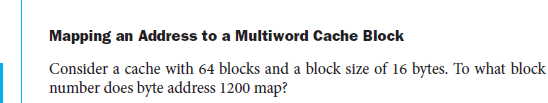 Mapping an Address to a Multiword Cache Block
Consider a cache with 64 blocks and a block size of 16 bytes. To what block
number does byte address 1200 map?